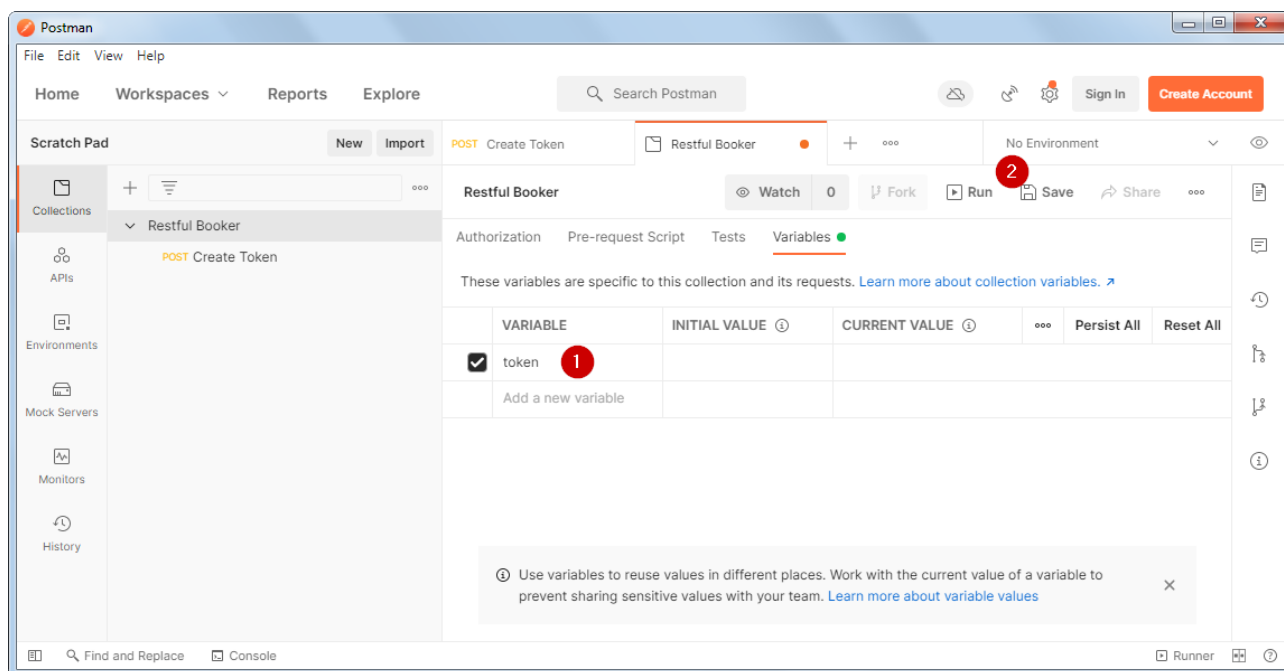 Postman
File Edit View Help
Home Workspaces Reports Explore Search Postman Sign In Create Account
Scratch Pad New Import POST Create Token Restful Booker No Environment
2
Collections Restful Booker Watch 0 Fork Run Save Share
Restful Booker
Authorization Pre-request Script Tests Variables
POST Create Token
APIs
These variables are specific to this collection and its requests. Learn more about collection variables.
VARIABLE INITIAL VALUE CURRENT VALUE Persist All Reset All
Environments
token 1
Add a new variable
Mock Servers
Monitors
History
Use variables to reuse values in different places. Work with the current value of a variable to
prevent sharing sensitive values with your team. Learn more about variable values
Find and Replace Console Runner